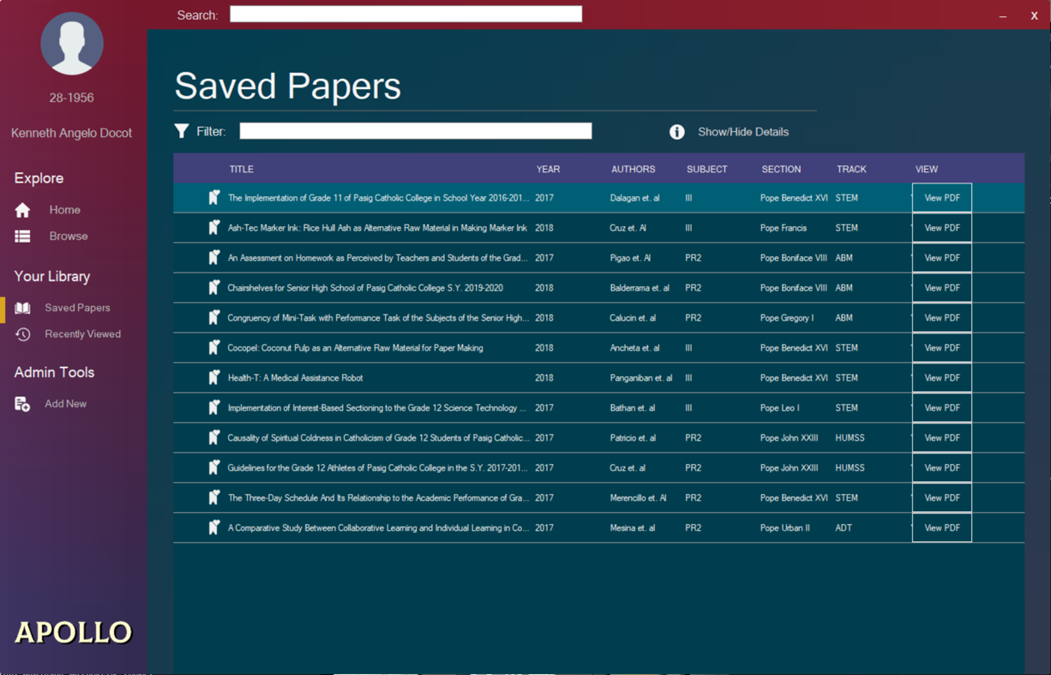 Search:
– X
28-1956
Kenneth Angelo Docot
Explore
Home
Browse
Your Library
Saved Papers
Recently Viewed
Admin Tools
Add New
APOLLO
Saved Papers
Filter:
Show/Hide Details
TITLE YEAR AUTHORS SUBJECT SECTION TRACK VIEW
The Implementation of Grade 11 of Pasig Catholic College in School Year 2016-201... 2017 Dalagan et. al III Pope Benedict XVI STEM View PDF
Ash-Tec Marker Ink: Rice Hull Ash as Alternative Raw Material in Making Marker Ink 2018 Cruz et. Al III Pope Francis STEM View PDF
An Assessment on Homework as Perceived by Teachers and Students of the Grad... 2017 Pigao et. Al PR2 Pope Boniface VIII ABM View PDF
Chairshelves for Senior High School of Pasig Catholic College S.Y. 2019-2020 2018 Balderrama et. al PR2 Pope Boniface VIII ABM View PDF
Congruency of Mini-Task with Performance Task of the Subjects of the Senior High... 2018 Calucin et. al PR2 Pope Gregory I ABM View PDF
Cocopel: Coconut Pulp as an Alternative Raw Material for Paper Making 2018 Ancheta et. al III Pope Benedict XVI STEM View PDF
Health-T: A Medical Assistance Robot 2018 Panganiban et. al III Pope Benedict XVI STEM View PDF
Implementation of Interest-Based Sectioning to the Grade 12 Science Technology ... 2017 Bathan et. al III Pope Leo I STEM View PDF
Causality of Spiritual Coldness in Catholicism of Grade 12 Students of Pasig Catholic... 2017 Patricio et. al PR2 Pope John XXIII HUMSS View PDF
Guidelines for the Grade 12 Athletes of Pasig Catholic College in the S.Y. 2017-201... 2017 Cruz et. al PR2 Pope John XXIII HUMSS View PDF
The Three-Day Schedule And Its Relationship to the Academic Performance of Gra... 2017 Merencillo et. Al PR2 Pope Benedict XVI STEM View PDF
A Comparative Study Between Collaborative Learning and Individual Learning in Co... 2017 Mesina et. al PR2 Pope Urban II ADT View PDF